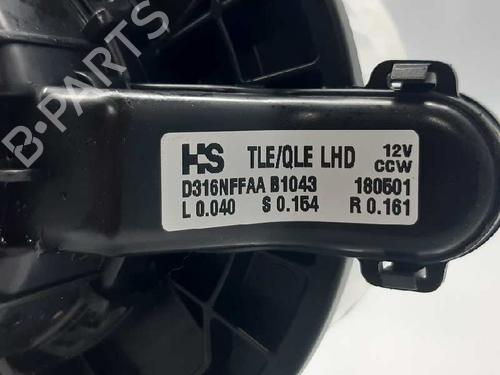 B-PARTS
HS TLE/QLE LHD 12V
CCW
D316NFFAA B1043 180501
L 0.040 S 0.154 R 0.161